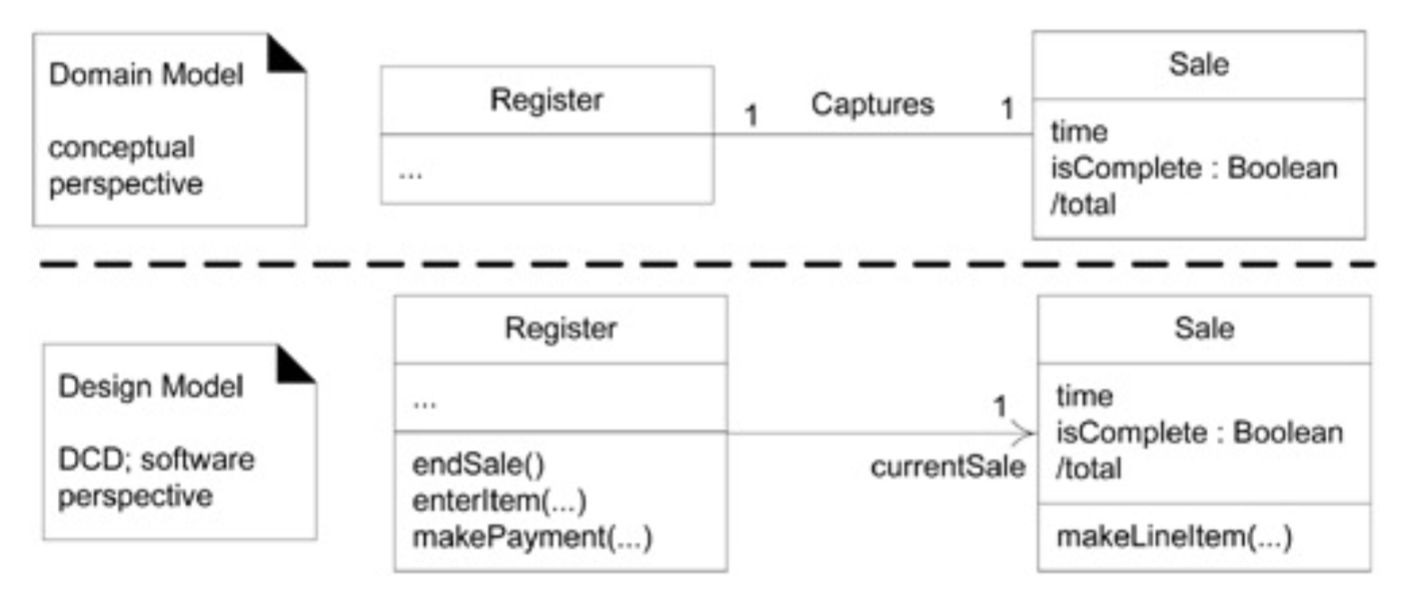 Domain Model
conceptual
perspective
Register
...
1
Captures
1
Sale
time
isComplete : Boolean
/total
Design Model
DCD; software
perspective
Register
...
endSale()
enterItem(...)
makePayment(...)
1
currentSale
Sale
time
isComplete : Boolean
/total
makeLineItem(...)